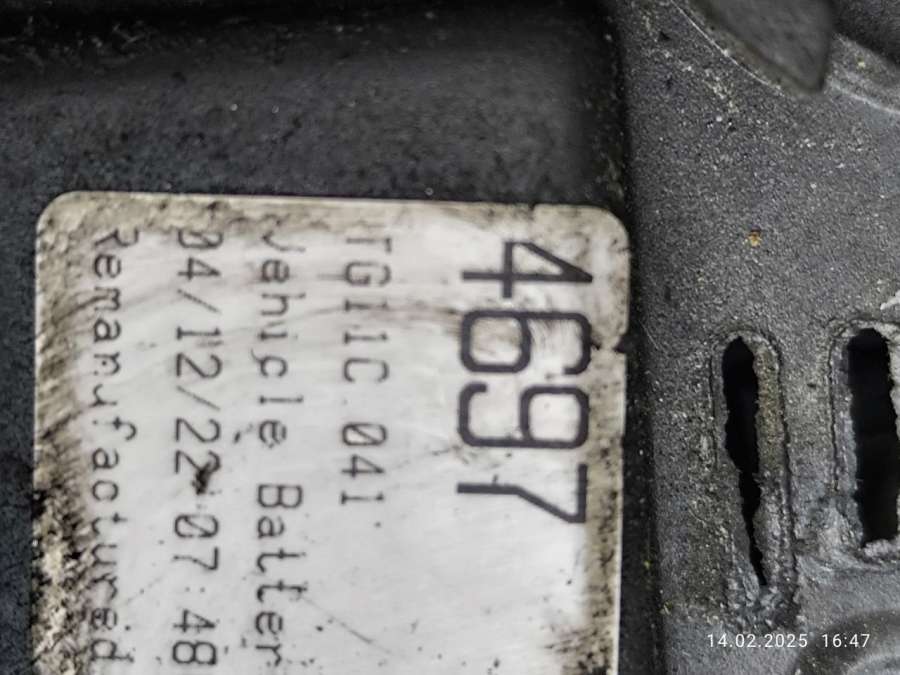 4697
TG11C 041
Vehicle Batter
04/12/22 07:48
Remanufactured
14.02.2025 16:47